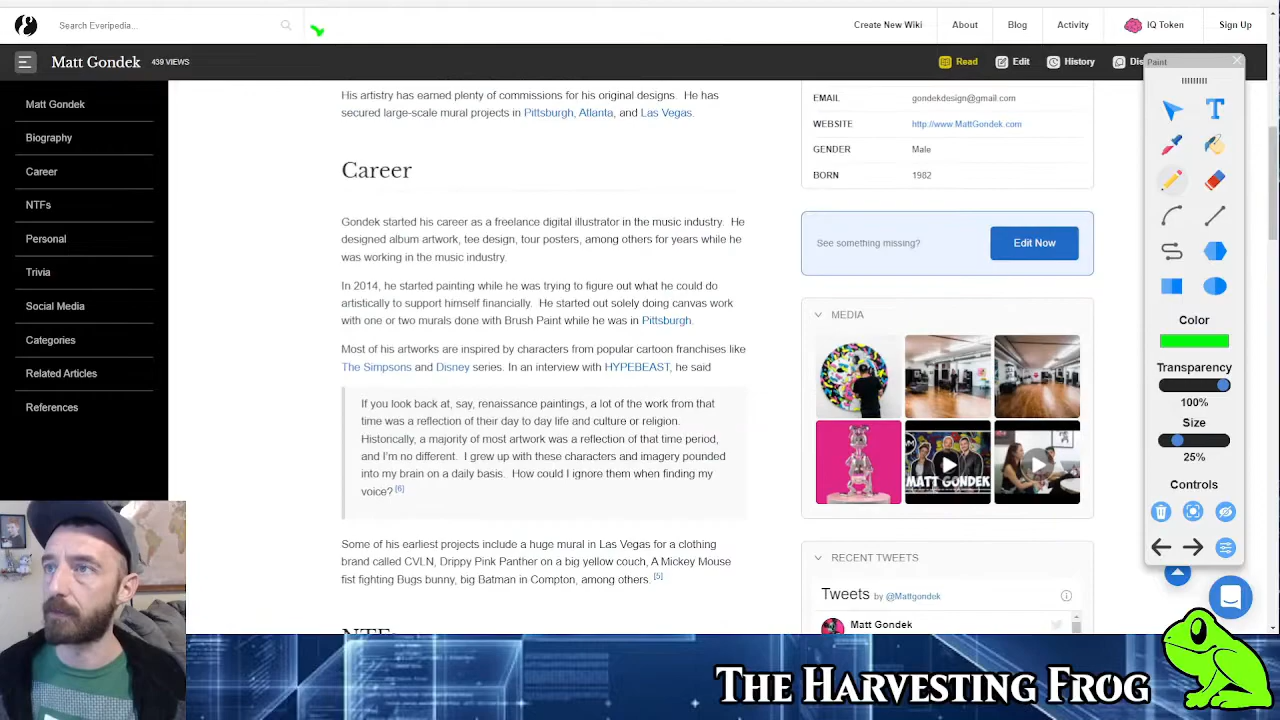 Search Everipedia...
Create New Wiki
About
Blog
Activity
IQ Token
Sign Up
Matt Gondek
439 VIEWS
Read
Edit
History
Paint
Matt Gondek
Biography
Career
NTFs
Personal
Trivia
Social Media
Categories
Related Articles
References
His artistry has earned plenty of commissions for his original designs. He has
secured large-scale mural projects in Pittsburgh, Atlanta, and Las Vegas.
Career
Gondek started his career as a freelance digital illustrator in the music industry. He
designed album artwork, tee design, tour posters, among others for years while he
was working in the music industry.
In 2014, he started painting while he was trying to figure out what he could do
artistically to support himself financially. He started out solely doing canvas work
with one or two murals done with Brush Paint while he was in Pittsburgh.
Most of his artworks are inspired by characters from popular cartoon franchises like
The Simpsons and Disney series. In an interview with HYPEBEAST, he said
If you look back at, say, renaissance paintings, a lot of the work from that
time was a reflection of their day to day life and culture or religion.
Historically, a majority of most artwork was a reflection of that time period,
and I'm no different. I grew up with these characters and imagery pounded
into my brain on a daily basis. How could I ignore them when finding my
voice? [6]
Some of his earliest projects include a huge mural in Las Vegas for a clothing
brand called CVLN, Drippy Pink Panther on a big yellow couch, A Mickey Mouse
fist fighting Bugs bunny, big Batman in Compton, among others. [5]
EMAIL gondekdesign@gmail.com
WEBSITE http://www.MattGondek.com
GENDER Male
BORN 1982
See something missing?
Edit Now
MEDIA
MATT GONDEK
RECENT TWEETS
Tweets by @Mattgondek
Matt Gondek
Color
Transparency
100%
Size
25%
Controls
THE HARVESTING FROG